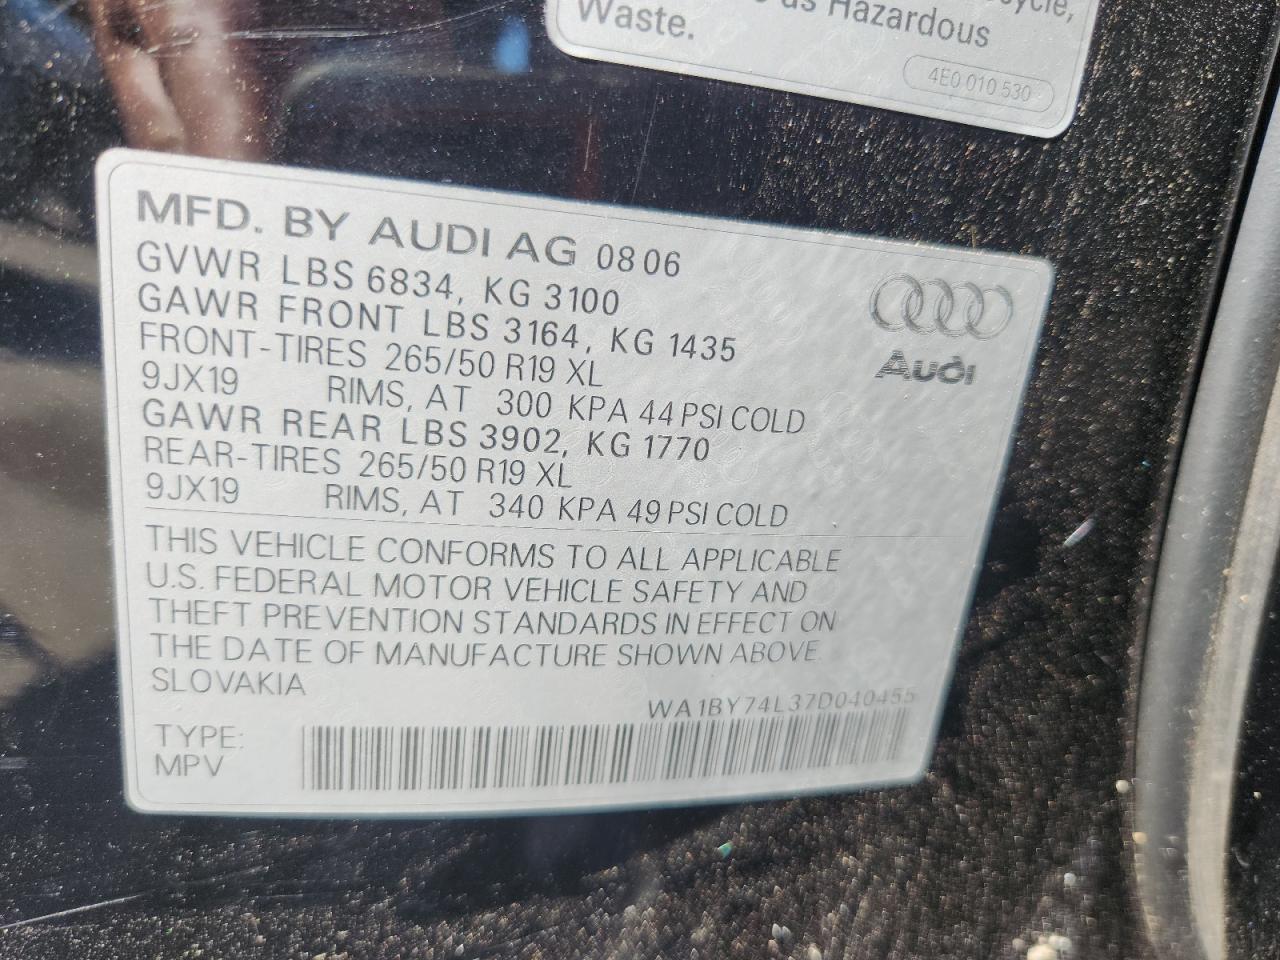 Waste.
as Hazardous
4E0 010 530
MFD. BY AUDI AG 08 06
GVWR LBS 6834, KG 3100
GAWR FRONT LBS 3164, KG 1435
FRONT-TIRES 265/50 R19 XL
9JX19 RIMS, AT 300 KPA 44 PSI COLD
GAWR REAR LBS 3902, KG 1770
REAR-TIRES 265/50 R19 XL
9JX19 RIMS, AT 340 KPA 49 PSI COLD
Audi
THIS VEHICLE CONFORMS TO ALL APPLICABLE
U.S. FEDERAL MOTOR VEHICLE SAFETY AND
THEFT PREVENTION STANDARDS IN EFFECT ON
THE DATE OF MANUFACTURE SHOWN ABOVE.
SLOVAKIA
WA1BY74L37D040455
TYPE:
MPV